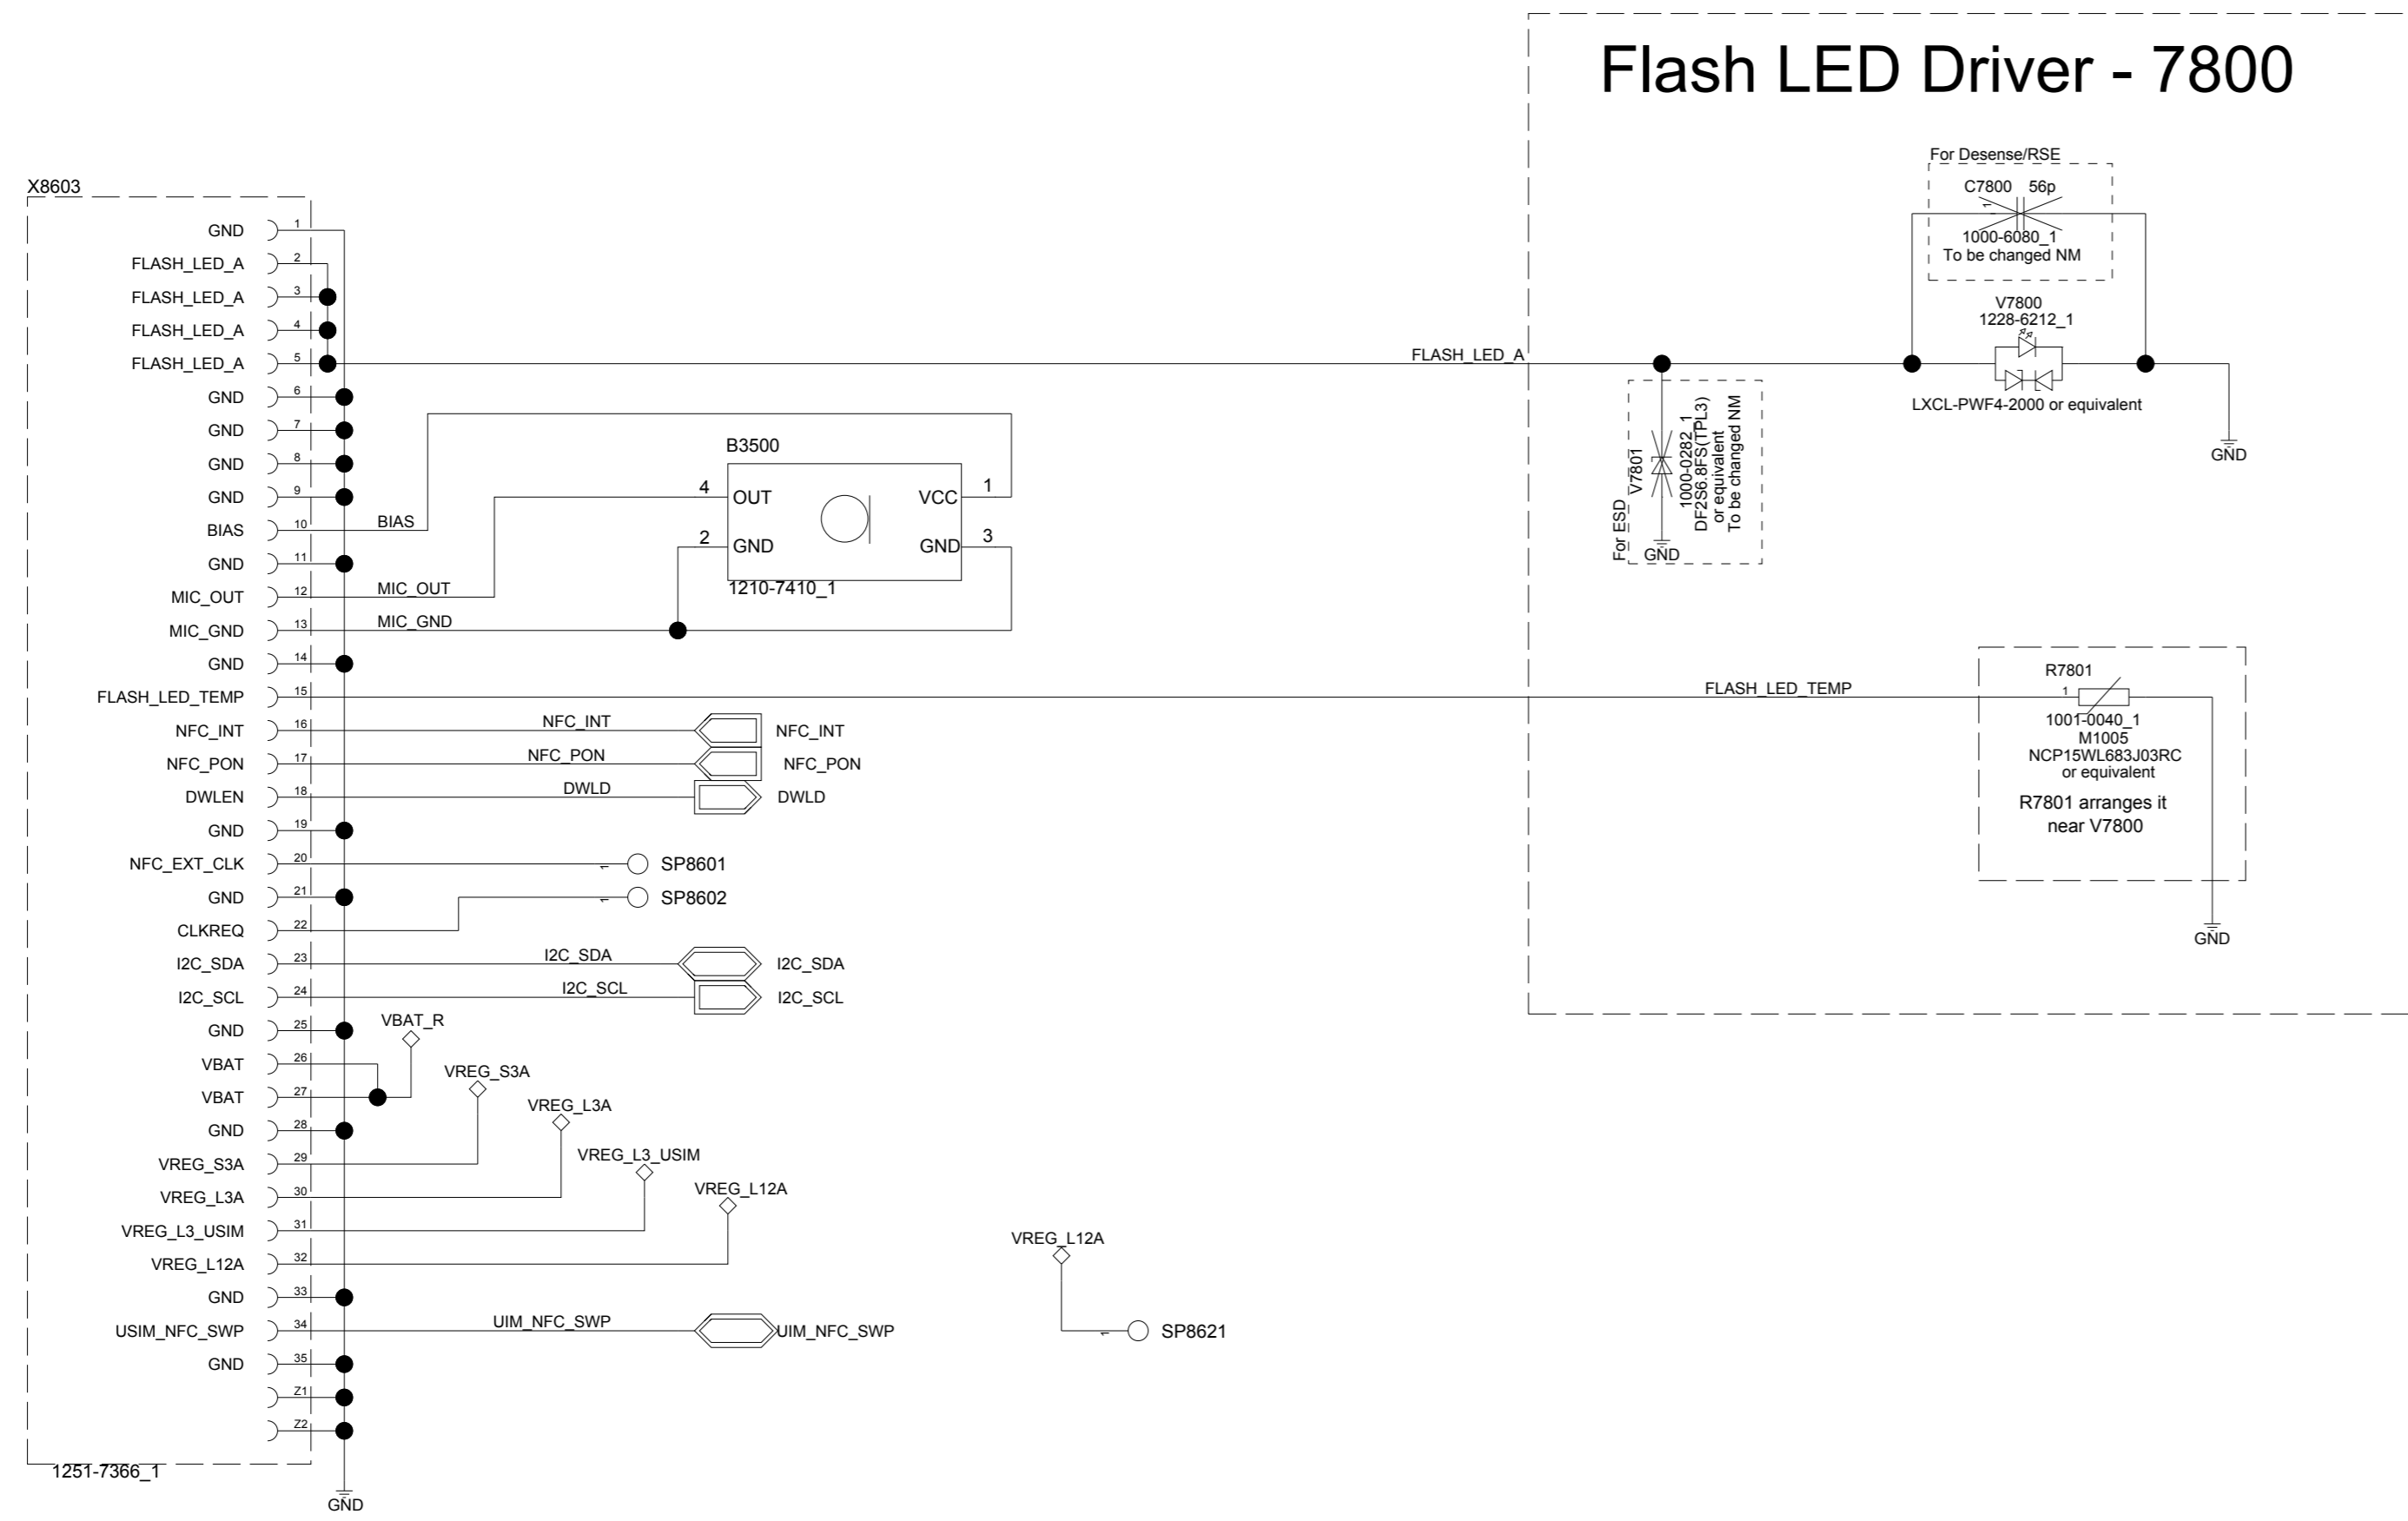 Flash LED Driver - 7800
For Desense/RSE
C7800 56p
1
1000-6080_1
To be changed NM
V7800
1228-6212_1
LXCL-PWF4-2000 or equivalent
GND
FLASH_LED_A
For ESD
V7801
1000-0282_1
DF2S6.8FS(TPL3)
or equivalent
To be changed NM
GND
X8603
GND 1
FLASH_LED_A 2
FLASH_LED_A 3
FLASH_LED_A 4
FLASH_LED_A 5
GND 6
GND 7
GND 8
GND 9
BIAS 10 BIAS
GND 11
MIC_OUT 12 MIC_OUT
MIC_GND 13 MIC_GND
GND 14
FLASH_LED_TEMP 15 FLASH_LED_TEMP
NFC_INT 16 NFC_INT NFC_INT
NFC_PON 17 NFC_PON NFC_PON
DWLEN 18 DWLD DWLD
GND 19
NFC_EXT_CLK 20 1 SP8601
GND 21 1 SP8602
CLKREQ 22
I2C_SDA 23 I2C_SDA I2C_SDA
I2C_SCL 24 I2C_SCL I2C_SCL
GND 25
VBAT 26
VBAT 27
GND 28
VREG_S3A 29
VREG_L3A 30
VREG_L3_USIM 31
VREG_L12A 32
GND 33
USIM_NFC_SWP 34 UIM_NFC_SWP UIM_NFC_SWP
GND 35
Z1
Z2
1251-7366_1
GND
B3500
4 OUT VCC 1
2 GND GND 3
1210-7410_1
VBAT_R
VREG_S3A
VREG_L3A
VREG_L3_USIM
VREG_L12A
VREG_L12A
1 SP8621
R7801
1
1001-0040_1
M1005
NCP15WL683J03RC
or equivalent
R7801 arranges it
near V7800
GND